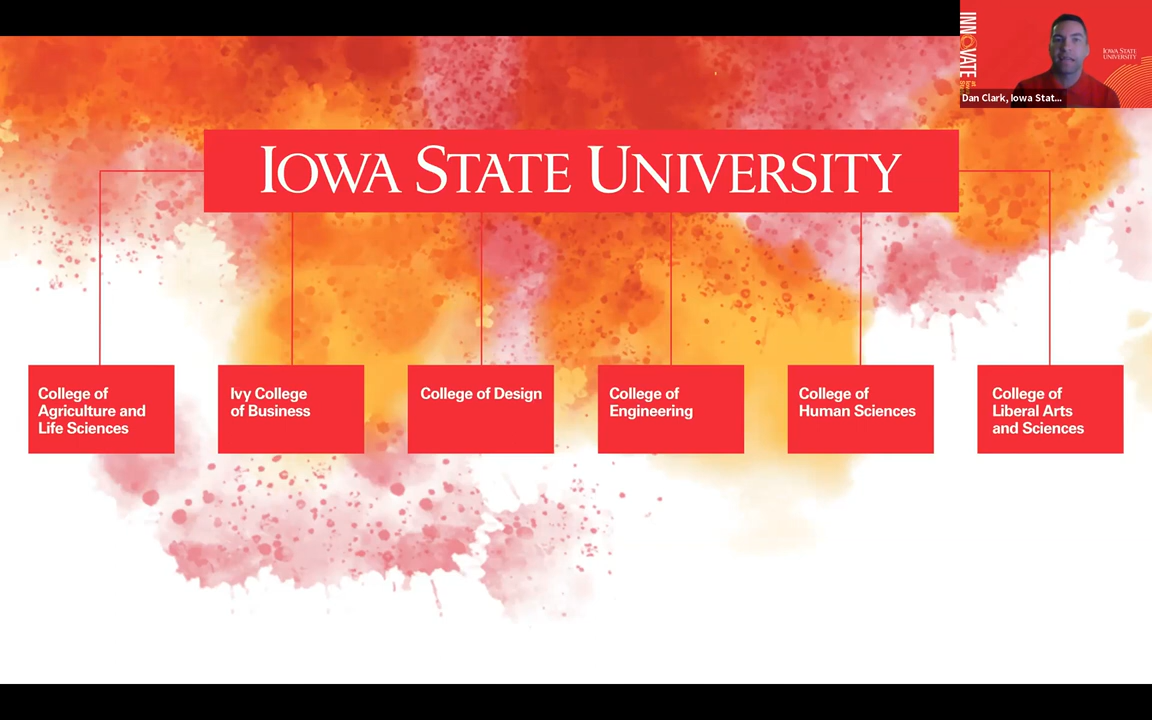 INNOVATE
IOWA STATE
UNIVERSITY
Dan Clark, Iowa Stat...
IOWA STATE UNIVERSITY
College of
Agriculture and
Life Sciences
Ivy College
of Business
College of Design
College of
Engineering
College of
Human Sciences
College of
Liberal Arts
and Sciences